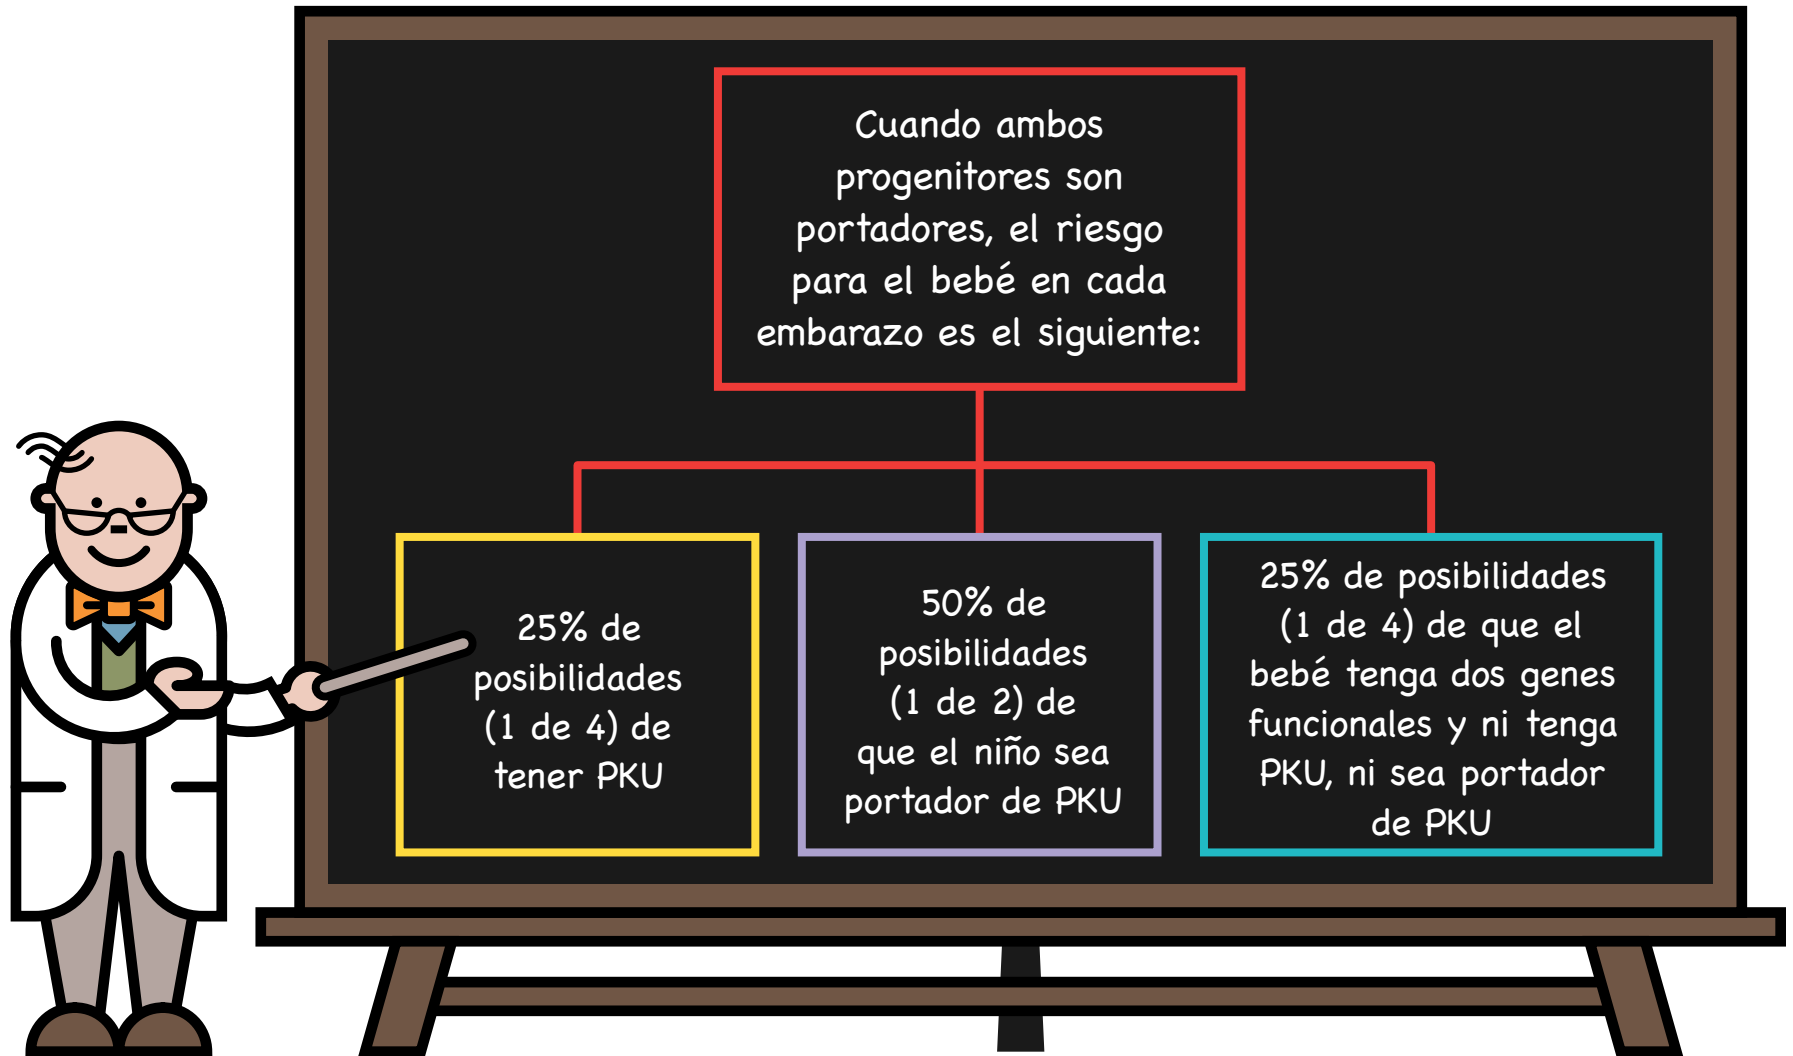 Cuando ambos
progenitores son
portadores, el riesgo
para el bebé en cada
embarazo es el siguiente:
25% de
posibilidades
(1 de 4) de
tener PKU
50% de
posibilidades
(1 de 2) de
que el niño sea
portador de PKU
25% de posibilidades
(1 de 4) de que el
bebé tenga dos genes
funcionales y ni tenga
PKU, ni sea portador
de PKU